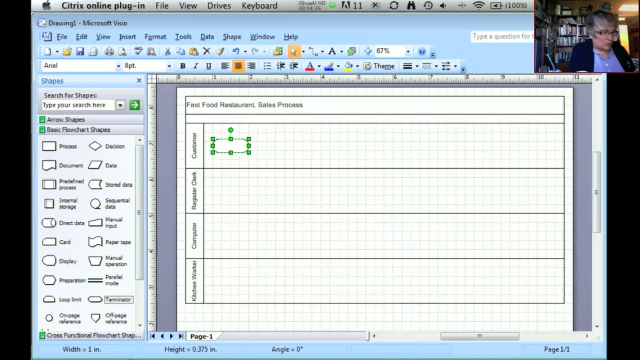 Citrix online plug-in File View Drives Keyboard 11 (100%)
Drawing1 - Microsoft Visio
File Edit View Insert Format Tools Data Shape Window Help Type a question for h
67%
Arial 8pt. Theme
Shapes
Search for Shapes:
Type your search here
Arrow Shapes
Basic Flowchart Shapes
Process Decision
Document Data
Predefined process Stored data
Internal storage Sequential data
Direct data Manual input
Card Paper tape
Display Manual operation
Preparation Parallel mode
Loop limit Terminator
On-page reference Off-page reference
Cross Functional Flowchart Shap...
Fast Food Restaurant, Sales Process
Customer
Register Clerk
Computer
Kitchen Worker
Page-1
Width = 1 in. Height = 0.375 in. Angle = 0° Page 1/1